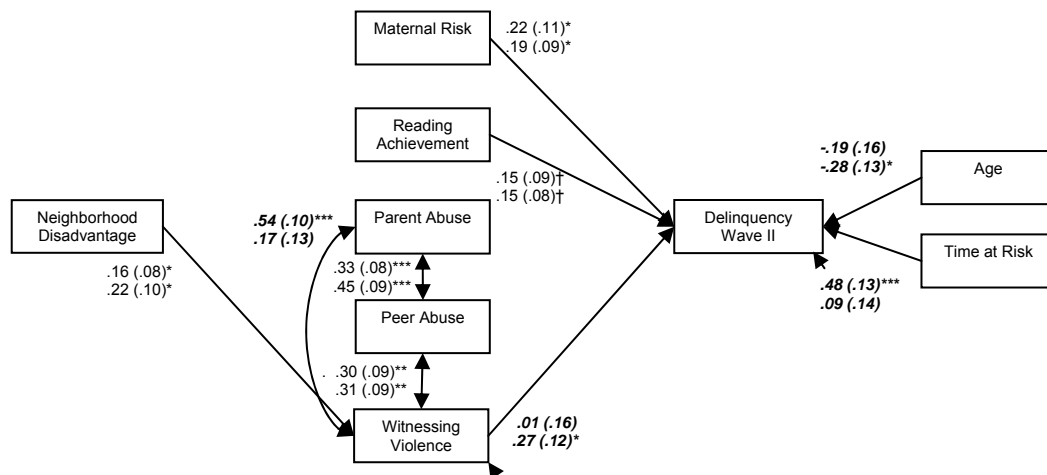 Maternal Risk
.22 (.11)*
.19 (.09)*
Reading
Achievement
.15 (.09)†
.15 (.08)†
-.19 (.16)
-.28 (.13)*
Age
Neighborhood
Disadvantage
.54 (.10)***
.17 (.13)
Parent Abuse
Delinquency
Wave II
Time at Risk
.16 (.08)*
.22 (.10)*
.33 (.08)***
.45 (.09)***
.48 (.13)***
.09 (.14)
Peer Abuse
. .30 (.09)**
.31 (.09)**
Witnessing
Violence
.01 (.16)
.27 (.12)*